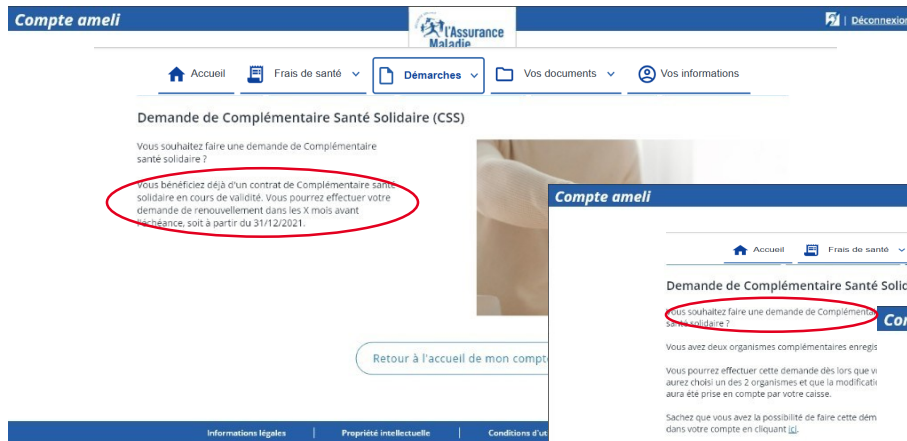 Compte ameli
l'Assurance
Maladie
Déconnexion
Accueil
Frais de santé
Démarches
Vos documents
Vos informations
Demande de Complémentaire Santé Solidaire (CSS)
Vous souhaitez faire une demande de Complémentaire
santé solidaire ?
Vous bénéficiez déjà d'un contrat de Complémentaire santé
solidaire en cours de validité. Vous pourrez effectuer votre
demande de renouvellement dans les X mois avant
l'échéance, soit à partir du 31/12/2021.
Retour à l'accueil de mon compt
Informations légales | Propriété intellectuelle | Conditions d'ut
Compte ameli
Accueil
Frais de santé
Demande de Complémentaire Santé Solid
Vous souhaitez faire une demande de Complémenta
santé solidaire ?
Com
Vous avez deux organismes complémentaires enregis
Vous pourrez effectuer cette demande dès lors que v
aurez choisi un des 2 organismes et que la modificati
aura été prise en compte par votre caisse.
Sachez que vous avez la possibilité de faire cette dém
dans votre compte en cliquant ici.